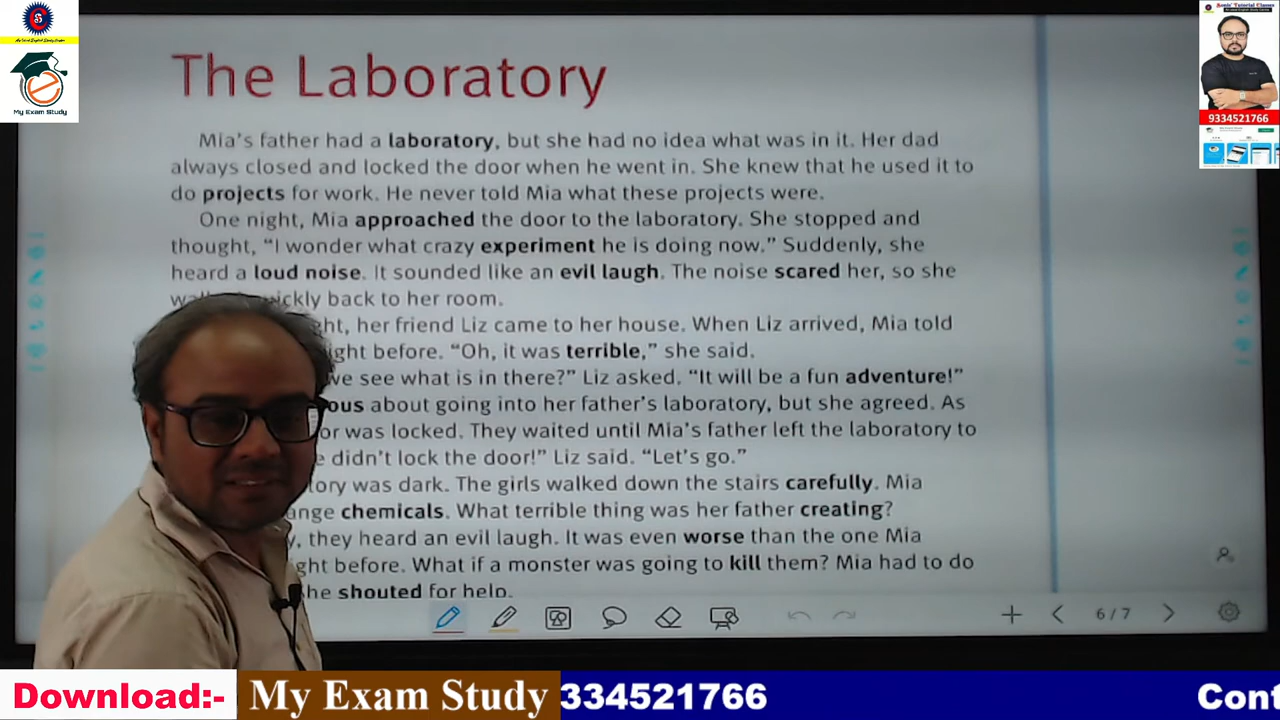 My Exam Study
Sonic' Tutorial Classes
9334521766
The Laboratory
Mia's father had a laboratory, but she had no idea what was in it. Her dad
always closed and locked the door when he went in. She knew that he used it to
do projects for work. He never told Mia what these projects were.
One night, Mia approached the door to the laboratory. She stopped and
thought, "I wonder what crazy experiment he is doing now." Suddenly, she
heard a loud noise. It sounded like an evil laugh. The noise scared her, so she
quickly back to her room.
her friend Liz came to her house. When Liz arrived, Mia told
before. "Oh, it was terrible," she said.
we see what is in there?" Liz asked. "It will be a fun adventure!"
about going into her father's laboratory, but she agreed. As
was locked. They waited until Mia's father left the laboratory to
didn't lock the door!" Liz said. "Let's go."
was dark. The girls walked down the stairs carefully. Mia
chemicals. What terrible thing was her father creating?
they heard an evil laugh. It was even worse than the one Mia
before. What if a monster was going to kill them? Mia had to do
shouted for help.
6/7
Download:- My Exam Study 334521766 Cont